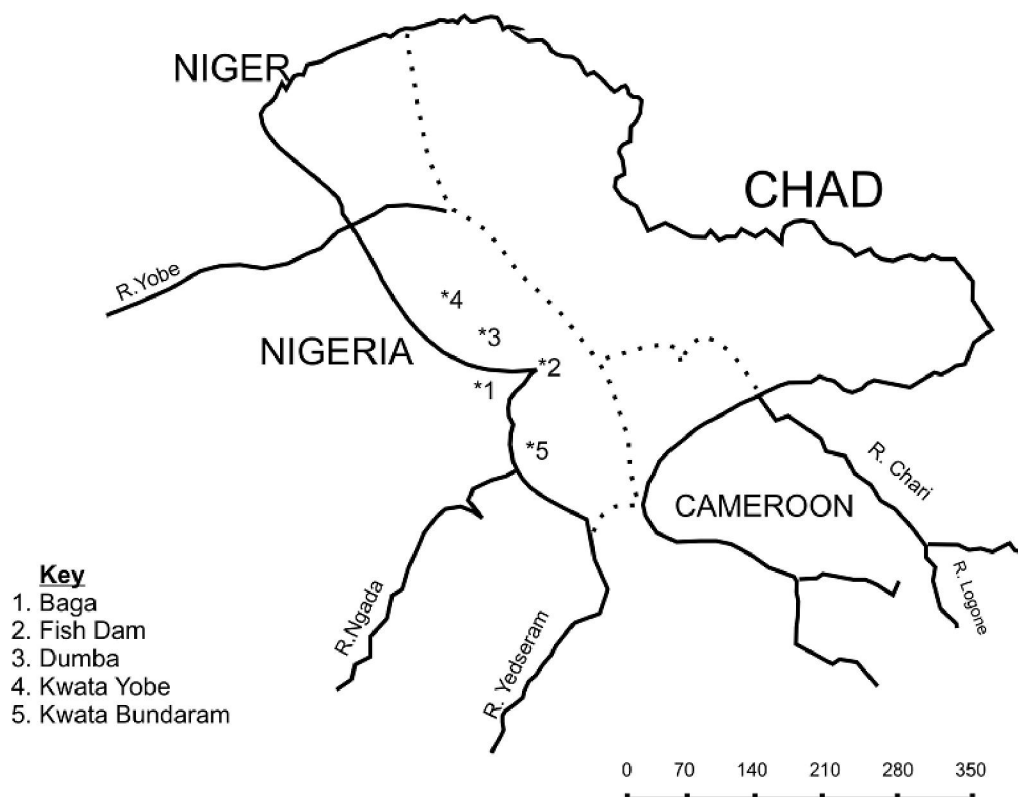 NIGER
CHAD
R.Yobe
*4
*3
NIGERIA
*2
*1
*5
R. Chari
CAMEROON
R. Logone
R.Ngada
R. Yedseram
Key
1. Baga
2. Fish Dam
3. Dumba
4. Kwata Yobe
5. Kwata Bundaram
0 70 140 210 280 350